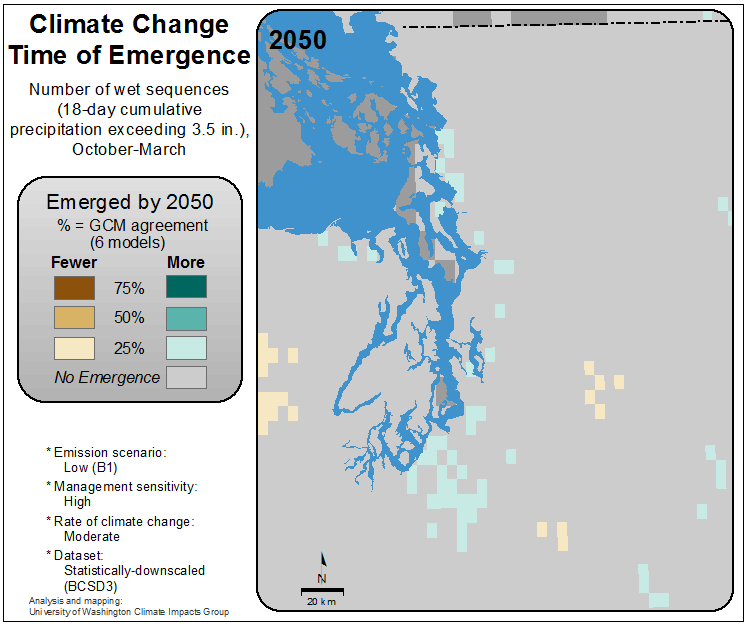 Climate Change
Time of Emergence
Number of wet sequences
(18-day cumulative
precipitation exceeding 3.5 in.),
October-March
Emerged by 2050
% = GCM agreement
(6 models)
Fewer More
75%
50%
25%
No Emergence
* Emission scenario:
Low (B1)
* Management sensitivity:
High
* Rate of climate change:
Moderate
* Dataset:
Statistically-downscaled
(BCSD3)
Analysis and mapping:
University of Washington Climate Impacts Group
2050
N
20 km